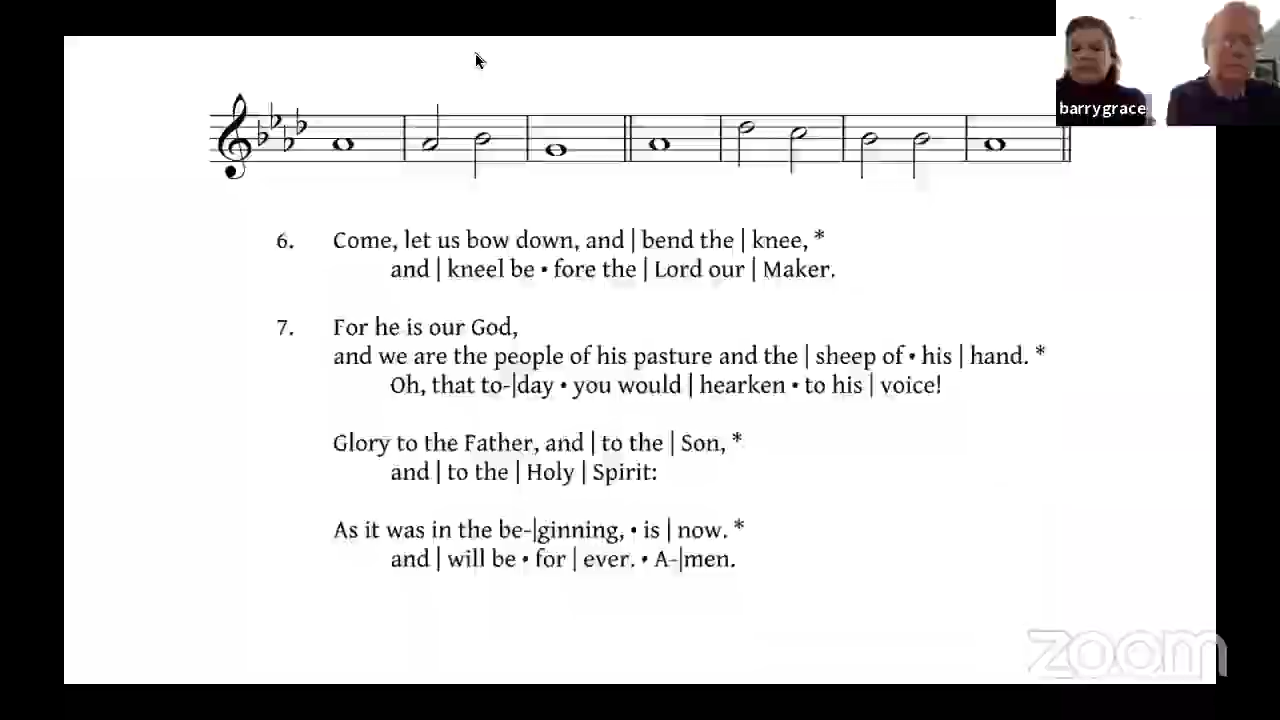 barrygrace
6. Come, let us bow down, and | bend the | knee, *
and | kneel be • fore the | Lord our | Maker.
7. For he is our God,
and we are the people of his pasture and the | sheep of • his | hand. *
Oh, that to-|day • you would | hearken • to his | voice!
Glory to the Father, and | to the | Son, *
and | to the | Holy | Spirit:
As it was in the be-|ginning, • is | now. *
and | will be • for | ever. • A-|men.
zoom